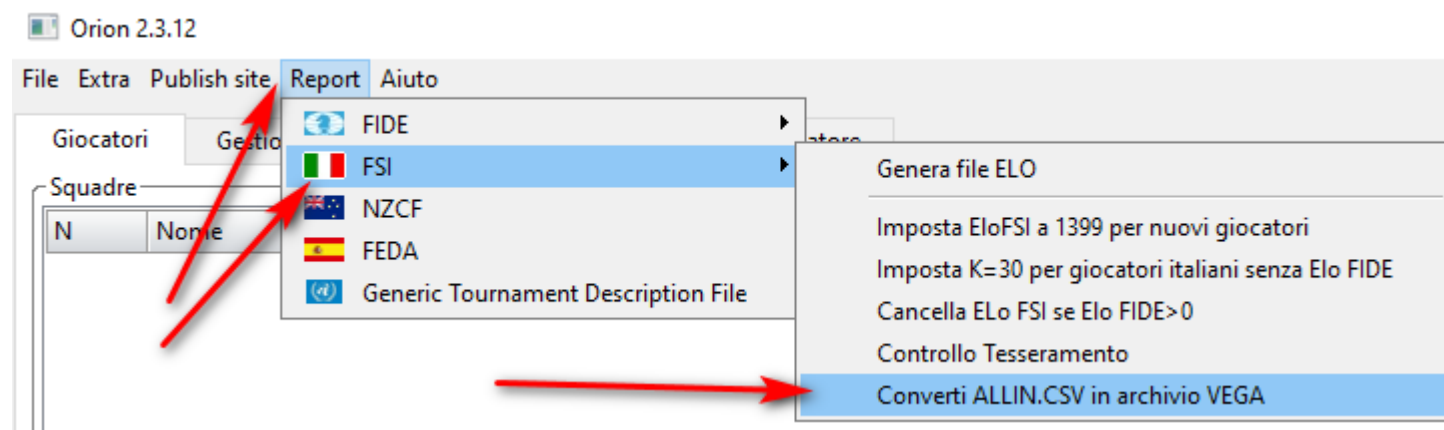 Orion 2.3.12
File Extra Publish site Report Aiuto
Giocatori
FIDE
Squadre
FSI
N Nome
NZCF
FEDA
Generic Tournament Description File
Genera file ELO
Imposta EloFSI a 1399 per nuovi giocatori
Imposta K=30 per giocatori italiani senza Elo FIDE
Cancella ELo FSI se Elo FIDE>0
Controllo Tesseramento
Converti ALLIN.CSV in archivio VEGA